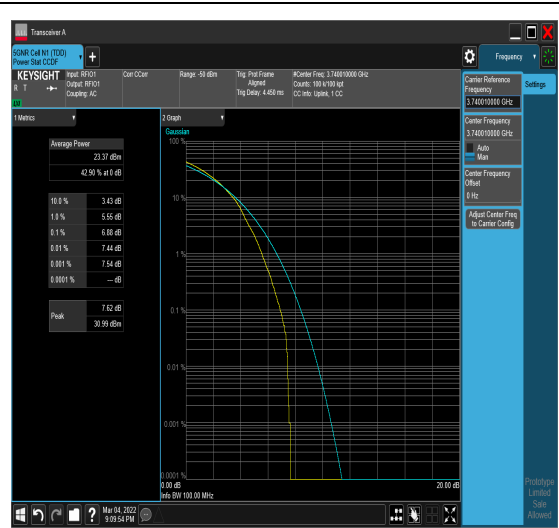 Transceiver A
5GNR Cell N1 (TDD)
Power Stat CCDF
Frequency
KEYSIGHT
R T
Input: RFIO1
Output: RFIO1
Coupling: AC
Corr CCorr
Range: -50 dBm
Trig: Prot Frame
Aligned
Trig Delay: 4.450 ms
#Center Freq: 3.740010000 GHz
Counts: 100 k/100 kpt
CC Info: Uplink, 1 CC
1 Metrics
Average Power
23.37 dBm
42.90 % at 0 dB
10.0 % 3.43 dB
1.0 % 5.55 dB
0.1 % 6.88 dB
0.01 % 7.44 dB
0.001 % 7.54 dB
0.0001 % --- dB
Peak
7.62 dB
30.99 dBm
2 Graph
Gaussian
100 %
10 %
1 %
0.1 %
0.01 %
0.001 %
0.0001 %
0.00 dB
20.00 dB
Info BW 100.00 MHz
Carrier Reference
Frequency
3.740010000 GHz
Center Frequency
3.740010000 GHz
Auto
Man
Center Frequency
Offset
0 Hz
Adjust Center Freq
to Carrier Config
Settings
Prototype
Limited
Sale
Allowed
?
Mar 04, 2022
9:09:54 PM